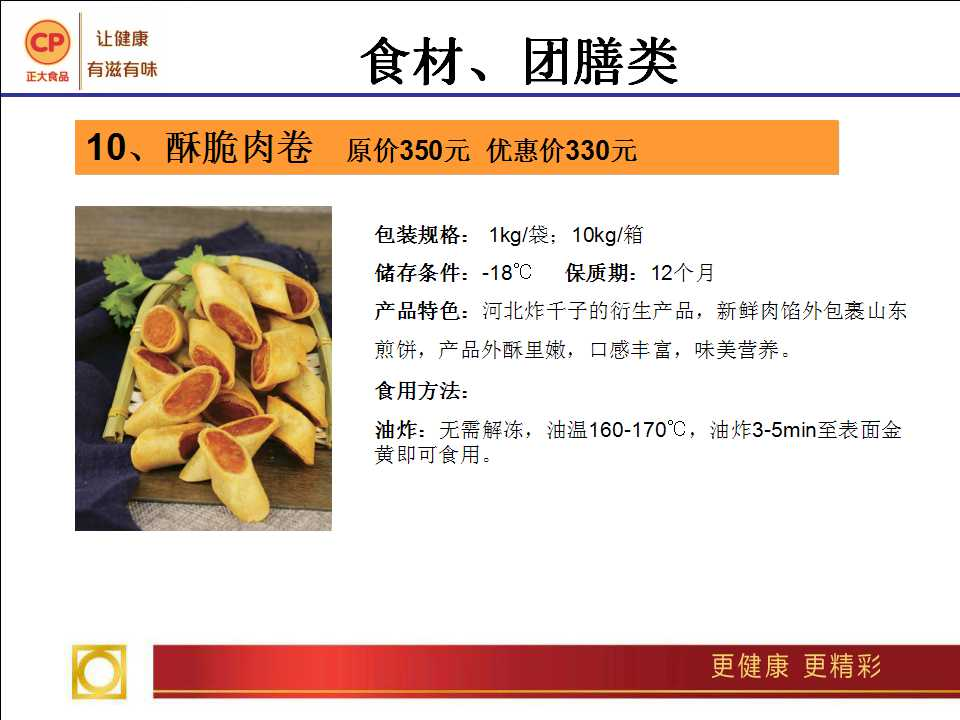 CP
正大食品
让健康
有滋有味
食材、团膳类
10、酥脆肉卷 原价350元 优惠价330元
包装规格： 1kg/袋；10kg/箱
储存条件：-18℃ 保质期：12个月
产品特色：河北炸千子的衍生产品，新鲜肉馅外包裹山东
煎饼，产品外酥里嫩，口感丰富，味美营养。
食用方法：
油炸：无需解冻，油温160-170℃，油炸3-5min至表面金
黄即可食用。
更健康 更精彩